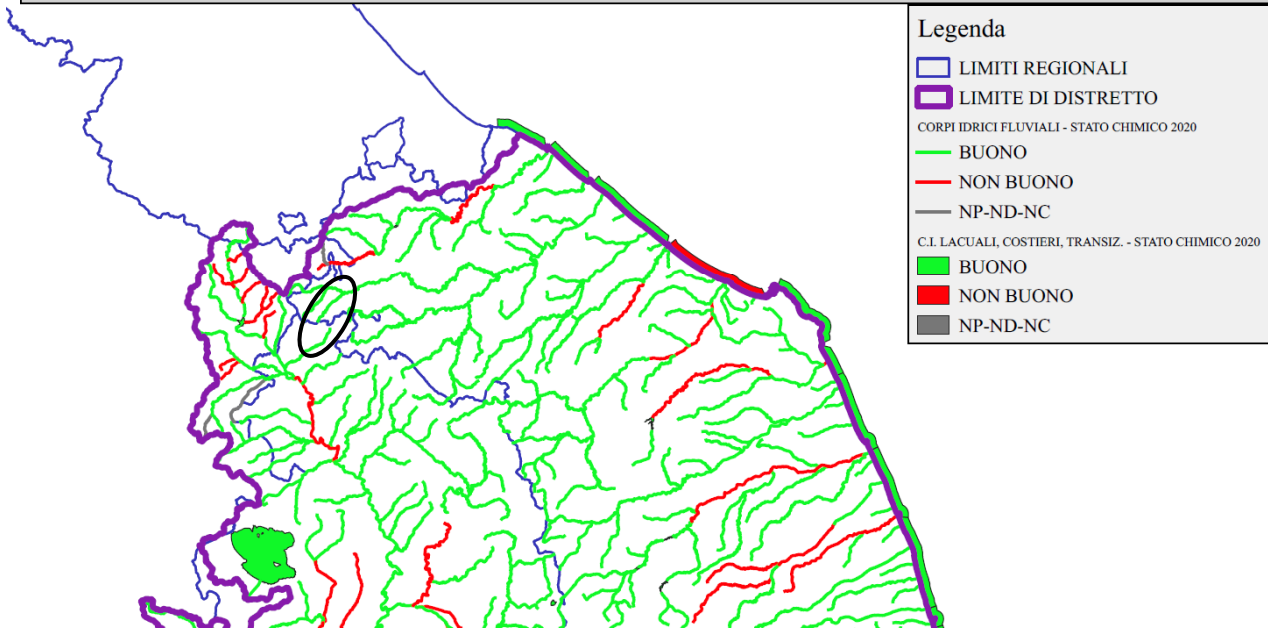 Legenda
LIMITI REGIONALI
LIMITE DI DISTRETTO
CORPI IDRICI FLUVIALI - STATO CHIMICO 2020
BUONO
NON BUONO
NP-ND-NC
C.I. LACUALI, COSTIERI, TRANSIZ. - STATO CHIMICO 2020
BUONO
NON BUONO
NP-ND-NC